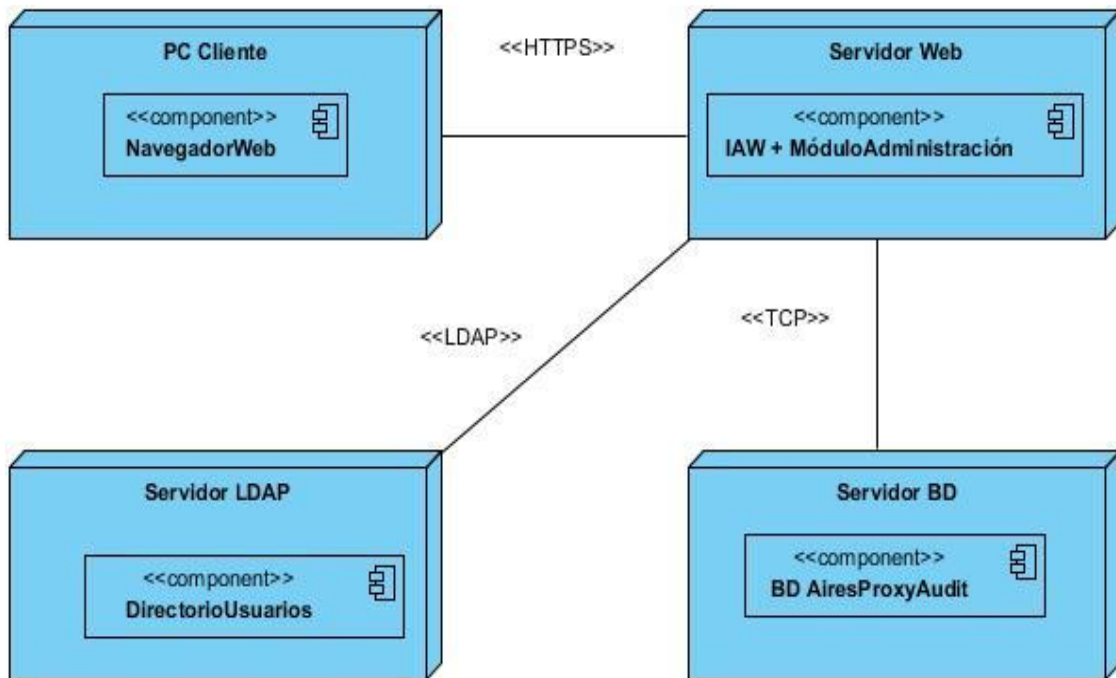 PC Cliente
<<component>>
NavegadorWeb
<<HTTPS>>
Servidor Web
<<component>>
IAW + MóduloAdministración
<<LDAP>>
<<TCP>>
Servidor LDAP
<<component>>
DirectorioUsuarios
Servidor BD
<<component>>
BD AiresProxyAudit